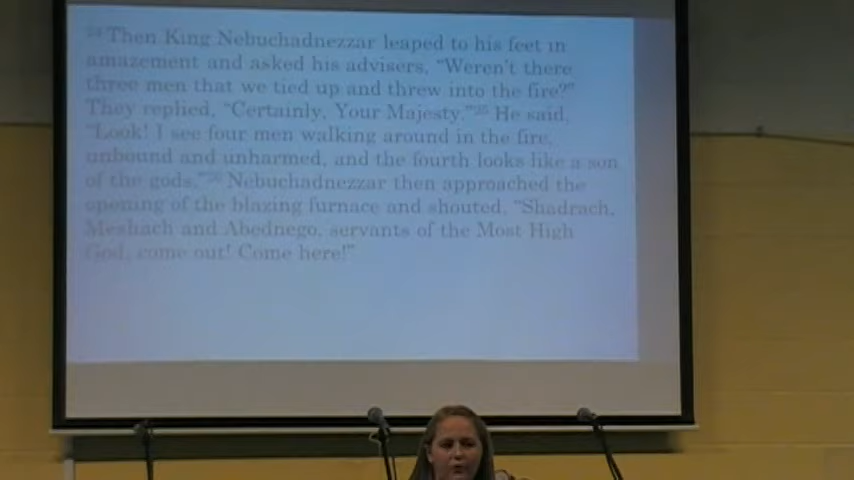 24 Then King Nebuchadnezzar leaped to his feet in
amazement and asked his advisers, “Weren't there
three men that we tied up and threw into the fire?”
They replied, “Certainly, Your Majesty.”25 He said,
“Look! I see four men walking around in the fire,
unbound and unharmed, and the fourth looks like a son
of the gods.”26 Nebuchadnezzar then approached the
opening of the blazing furnace and shouted, “Shadrach,
Meshach and Abednego, servants of the Most High
God, come out! Come here!”